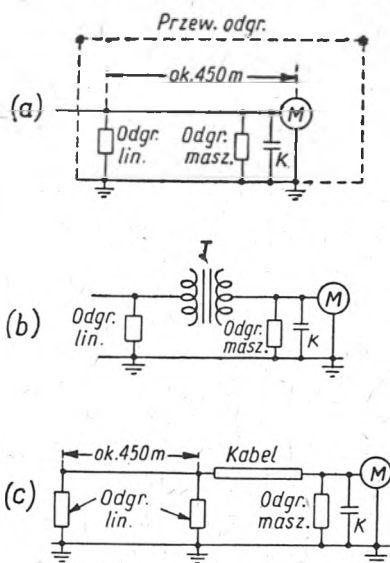 Przew. odgr.
ok. 450 m
(a)
M
Odgr.
lin.
Odgr.
masz.
K
T
(b)
Odgr.
lin.
Odgr.
masz.
K
M
ok. 450 m
Kabel
(c)
Odgr.
lin.
Odgr.
masz.
K
M